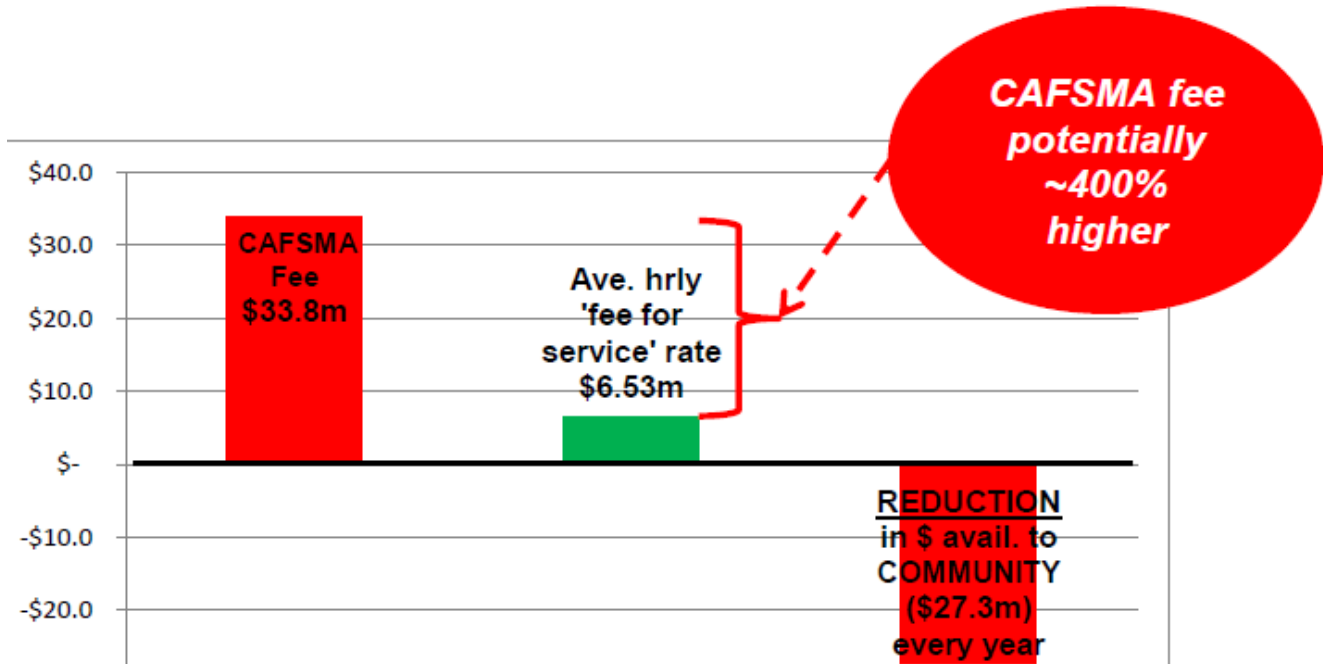 CAFSMA fee
potentially
~400%
higher
$40.0
$30.0
$20.0
$10.0
$-
-$10.0
-$20.0
CAFSMA
Fee
$33.8m
Ave. hrly
'fee for
service' rate
$6.53m
REDUCTION
in $ avail. to
COMMUNITY
($27.3m)
every year